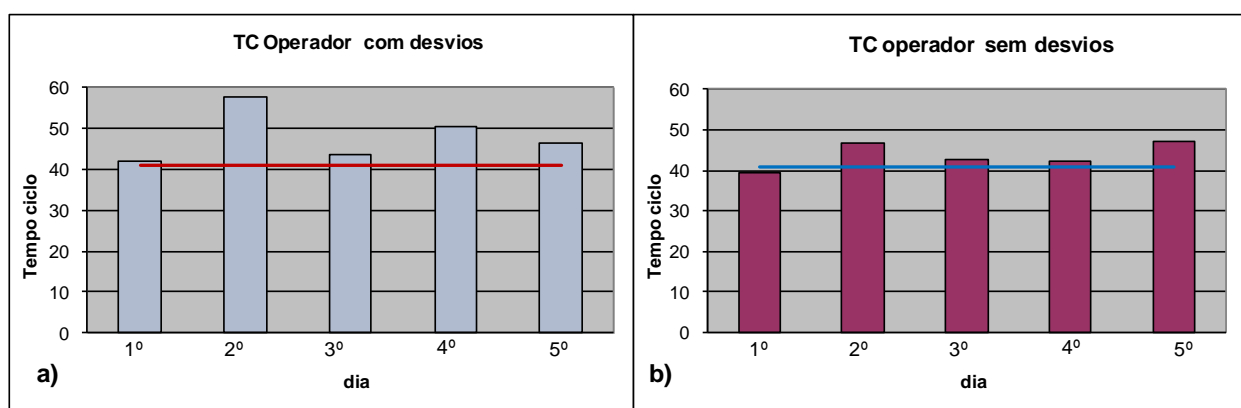 TC Operador com desvios
60
50
40
30
20
10
0
Tempo ciclo
1º 2º 3º 4º 5º
dia
a)
TC operador sem desvios
60
50
40
30
20
10
0
Tempo ciclo
1º 2º 3º 4º 5º
dia
b)